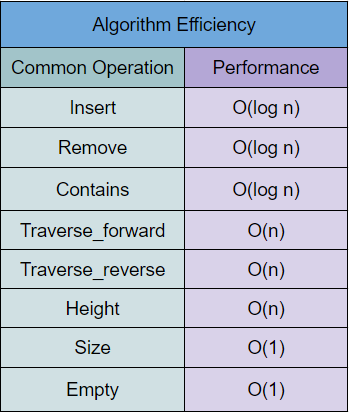 Algorithm Efficiency
Common Operation Performance
Insert O(log n)
Remove O(log n)
Contains O(log n)
Traverse_forward O(n)
Traverse_reverse O(n)
Height O(n)
Size O(1)
Empty O(1)